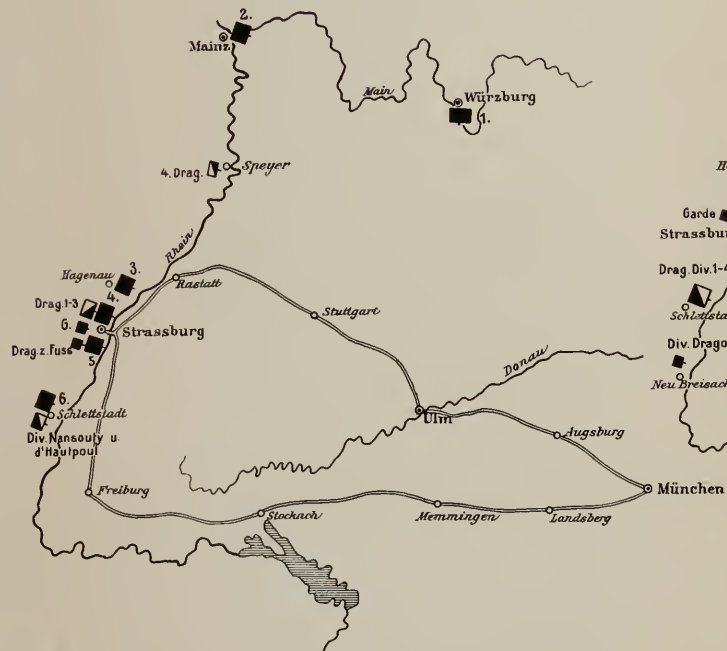 2.
Mainz
Main
Würzburg
1.
4. Drag.
Speyer
Rhein
Hagenau
3.
Rastatt
Drag. 1-3
4.
G.
Strassburg
Drag. z. Fuss
5.
Stuttgart
Donau
Ulm
6.
Schlettstadt
Div. Nansouty u.
d'Hautpoul
Augsburg
Freiburg
Stockach
Memmingen
Landsberg
München
H
Garde
Strassbur
Drag. Div. 1-4
Schlettsta
Div. Drago
Neu Breisach